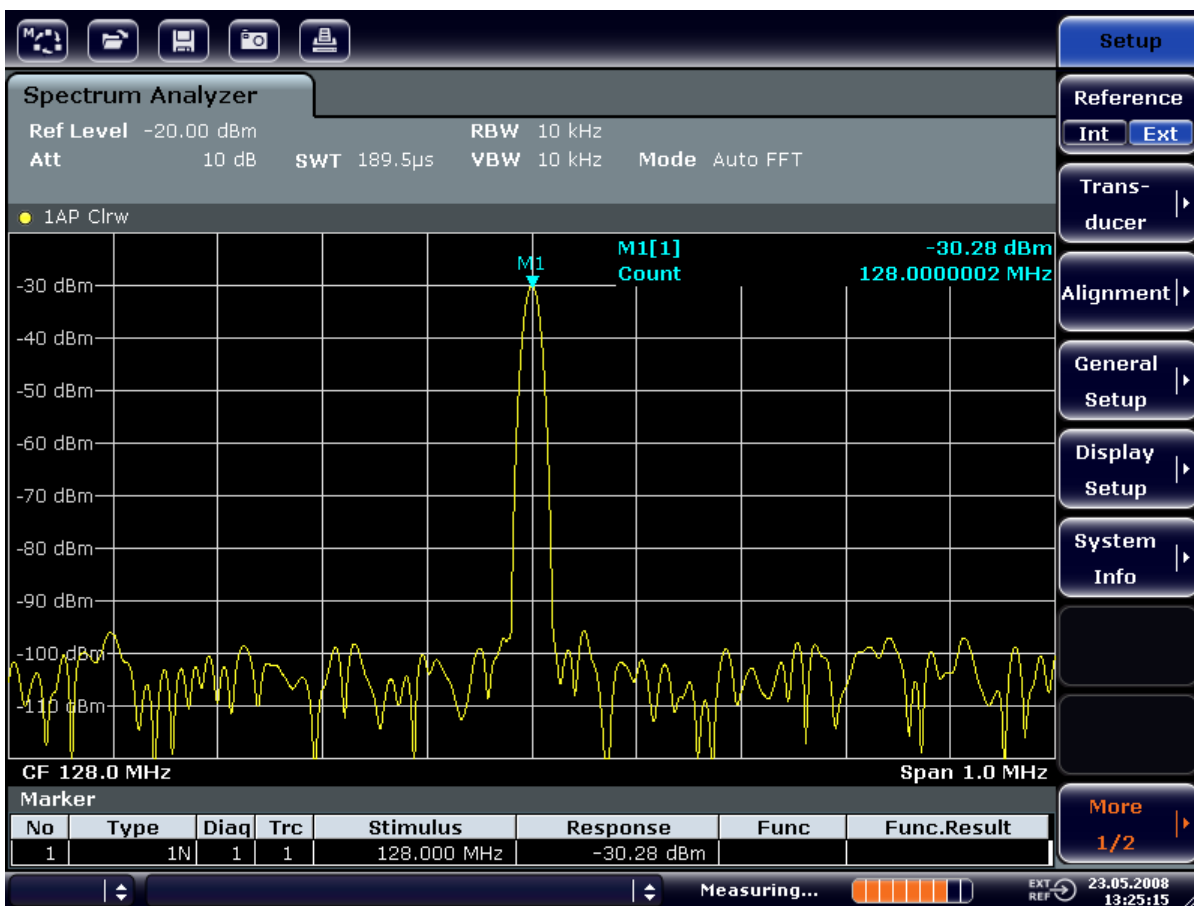 Setup
Spectrum Analyzer
Ref Level -20.00 dBm RBW 10 kHz
Att 10 dB SWT 189.5µs VBW 10 kHz Mode Auto FFT
1AP Clrw
M1[1] -30.28 dBm
Count 128.0000002 MHz
M1
-30 dBm
-40 dBm
-50 dBm
-60 dBm
-70 dBm
-80 dBm
-90 dBm
-100 dBm
-110 dBm
CF 128.0 MHz Span 1.0 MHz
Marker
No Type Diaq Trc Stimulus Response Func Func.Result
1 1N 1 1 128.000 MHz -30.28 dBm
Measuring... EXT REF 23.05.2008
13:25:15
Reference
Int Ext
Trans-
ducer
Alignment
General
Setup
Display
Setup
System
Info
More
1/2
M